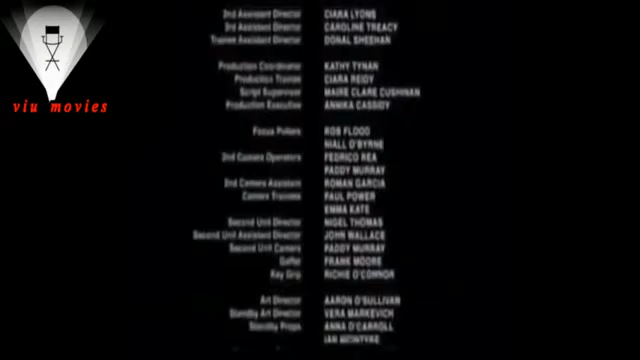 viu movies
2nd Assistant Director CIARA LYONS
3rd Assistant Director CAROLINE TREACY
Trainee Assistant Director DONAL SHEEHAN
Production Coordinator KATHY TYNAN
Production Trainee CIARA REIDY
Script Supervisor MAIRE CLARE CUSHINAN
Production Executive ANNIKA CASSIDY
Focus Pullers ROB FLOOD
NIALL O'BYRNE
2nd Camera Operators FEDRICO REA
PADDY MURRAY
2nd Camera Assistant ROMAN GARCIA
Camera Trainees PAUL POWER
EMMA KATE
Second Unit Director NIGEL THOMAS
Second Unit Assistant Director JOHN WALLACE
Second Unit Camera PADDY MURRAY
Gaffer FRANK MOORE
Key Grip RICHIE O'CONNOR
Art Director AARON O'SULLIVAN
Standby Art Director VERA MARKEVICH
Standby Props ANNA O'CARROLL
IAN MCINTYRE